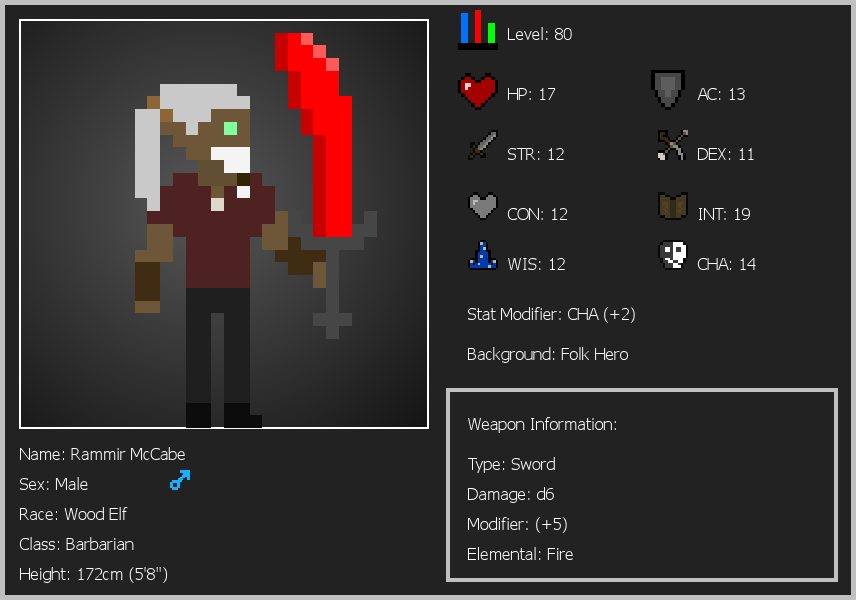 Level: 80
HP: 17
AC: 13
STR: 12
DEX: 11
CON: 12
INT: 19
WIS: 12
CHA: 14
Stat Modifier: CHA (+2)
Background: Folk Hero
Weapon Information:
Type: Sword
Damage: d6
Modifier: (+5)
Elemental: Fire
Name: Rammir McCabe
Sex: Male
Race: Wood Elf
Class: Barbarian
Height: 172cm (5'8")